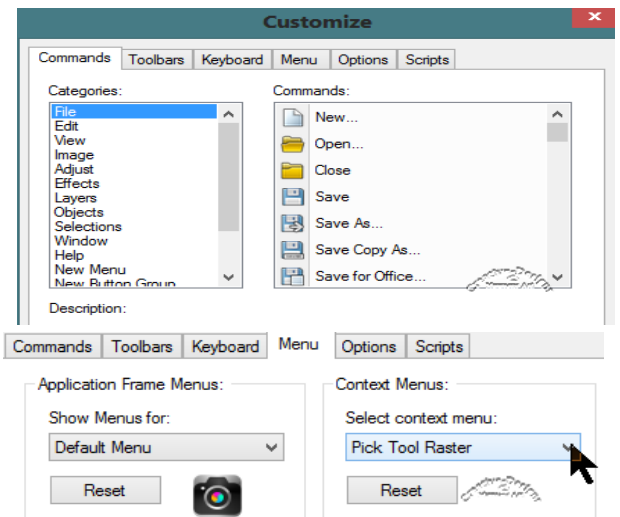 Customize
Commands Toolbars Keyboard Menu Options Scripts
Categories: Commands:
File
Edit
View
Image
Adjust
Effects
Layers
Objects
Selections
Window
Help
New Menu
New Button Group
New...
Open...
Close
Save
Save As...
Save Copy As...
Save for Office...
Description:
Commands Toolbars Keyboard Menu Options Scripts
Application Frame Menus: Context Menus:
Show Menus for: Select context menu:
Default Menu Pick Tool Raster
Reset Reset